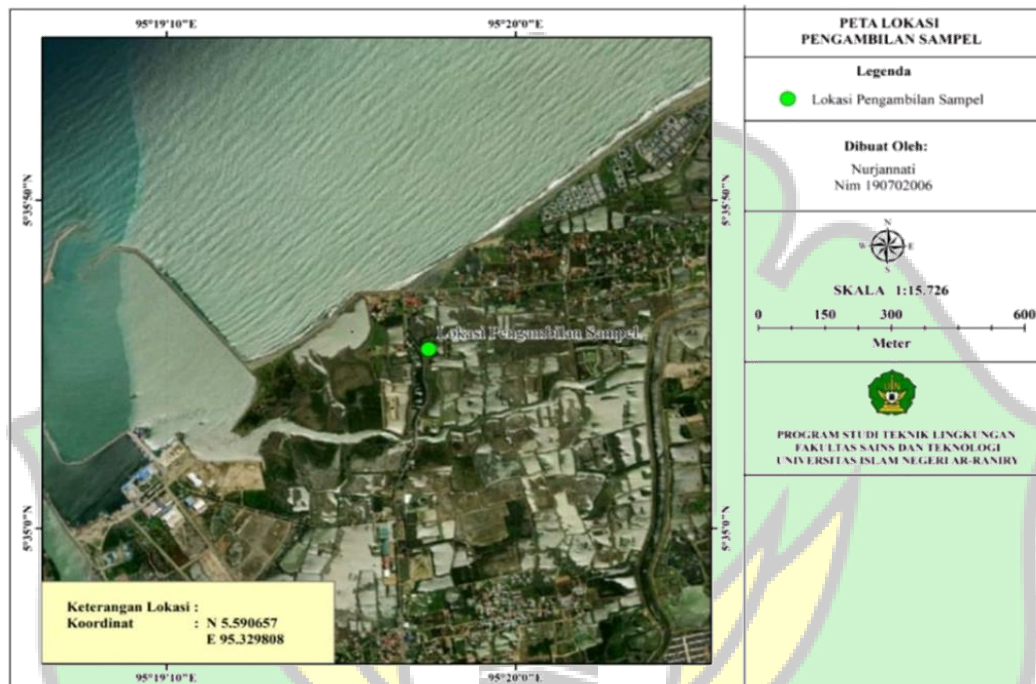 95°19'10"E 95°20'0"E
PETA LOKASI
PENGAMBILAN SAMPEL
Legenda
Lokasi Pengambilan Sampel
Dibuat Oleh:
Nurjannati
Nim 190702006
N
W E
S
SKALA 1:15.726
0 150 300 600
Meter
UIN
PROGRAM STUDI TEKNIK LINGKUNGAN
FAKULTAS SAINS DAN TEKNOLOGI
UNIVERSITAS ISLAM NEGERI AR-RANIRY
5°35'50"N 5°35'50"N
Lokasi Pengambilan Sampel
5°35'0"N 5°35'0"N
Keterangan Lokasi :
Koordinat : N 5.590657
E 95.329808
95°19'10"E 95°20'0"E